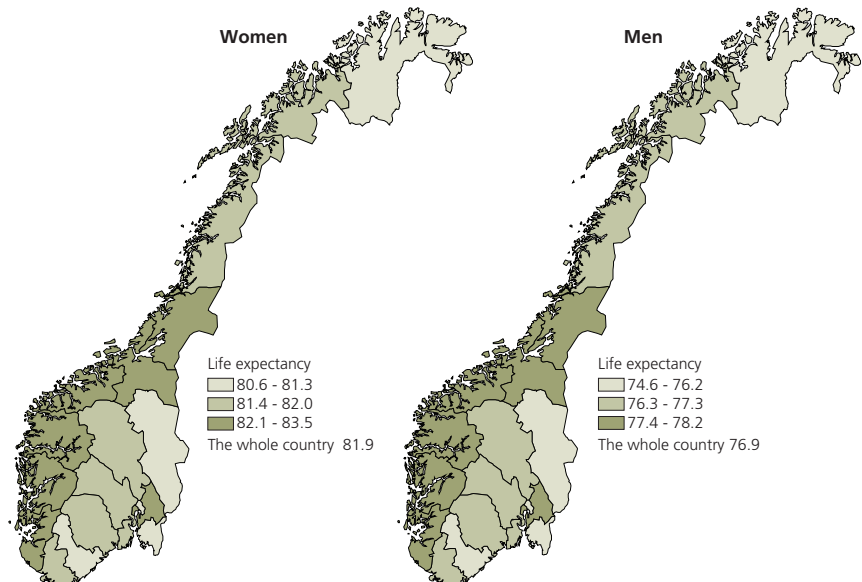 Women
Life expectancy
80.6 - 81.3
81.4 - 82.0
82.1 - 83.5
The whole country 81.9
Men
Life expectancy
74.6 - 76.2
76.3 - 77.3
77.4 - 78.2
The whole country 76.9